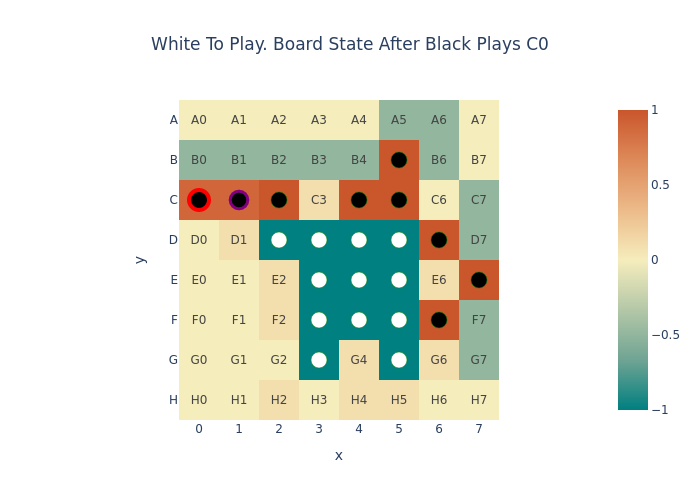 White To Play. Board State After Black Plays C0
A A0 A1 A2 A3 A4 A5 A6 A7 1
B B0 B1 B2 B3 B4 B6 B7
0.5
C C3 C6 C7
D D0 D1 D7
y 0
E E0 E1 E2 E6
F F0 F1 F2 F7 −0.5
G G0 G1 G2 G4 G6 G7
H H0 H1 H2 H3 H4 H5 H6 H7 −1
0 1 2 3 4 5 6 7
x